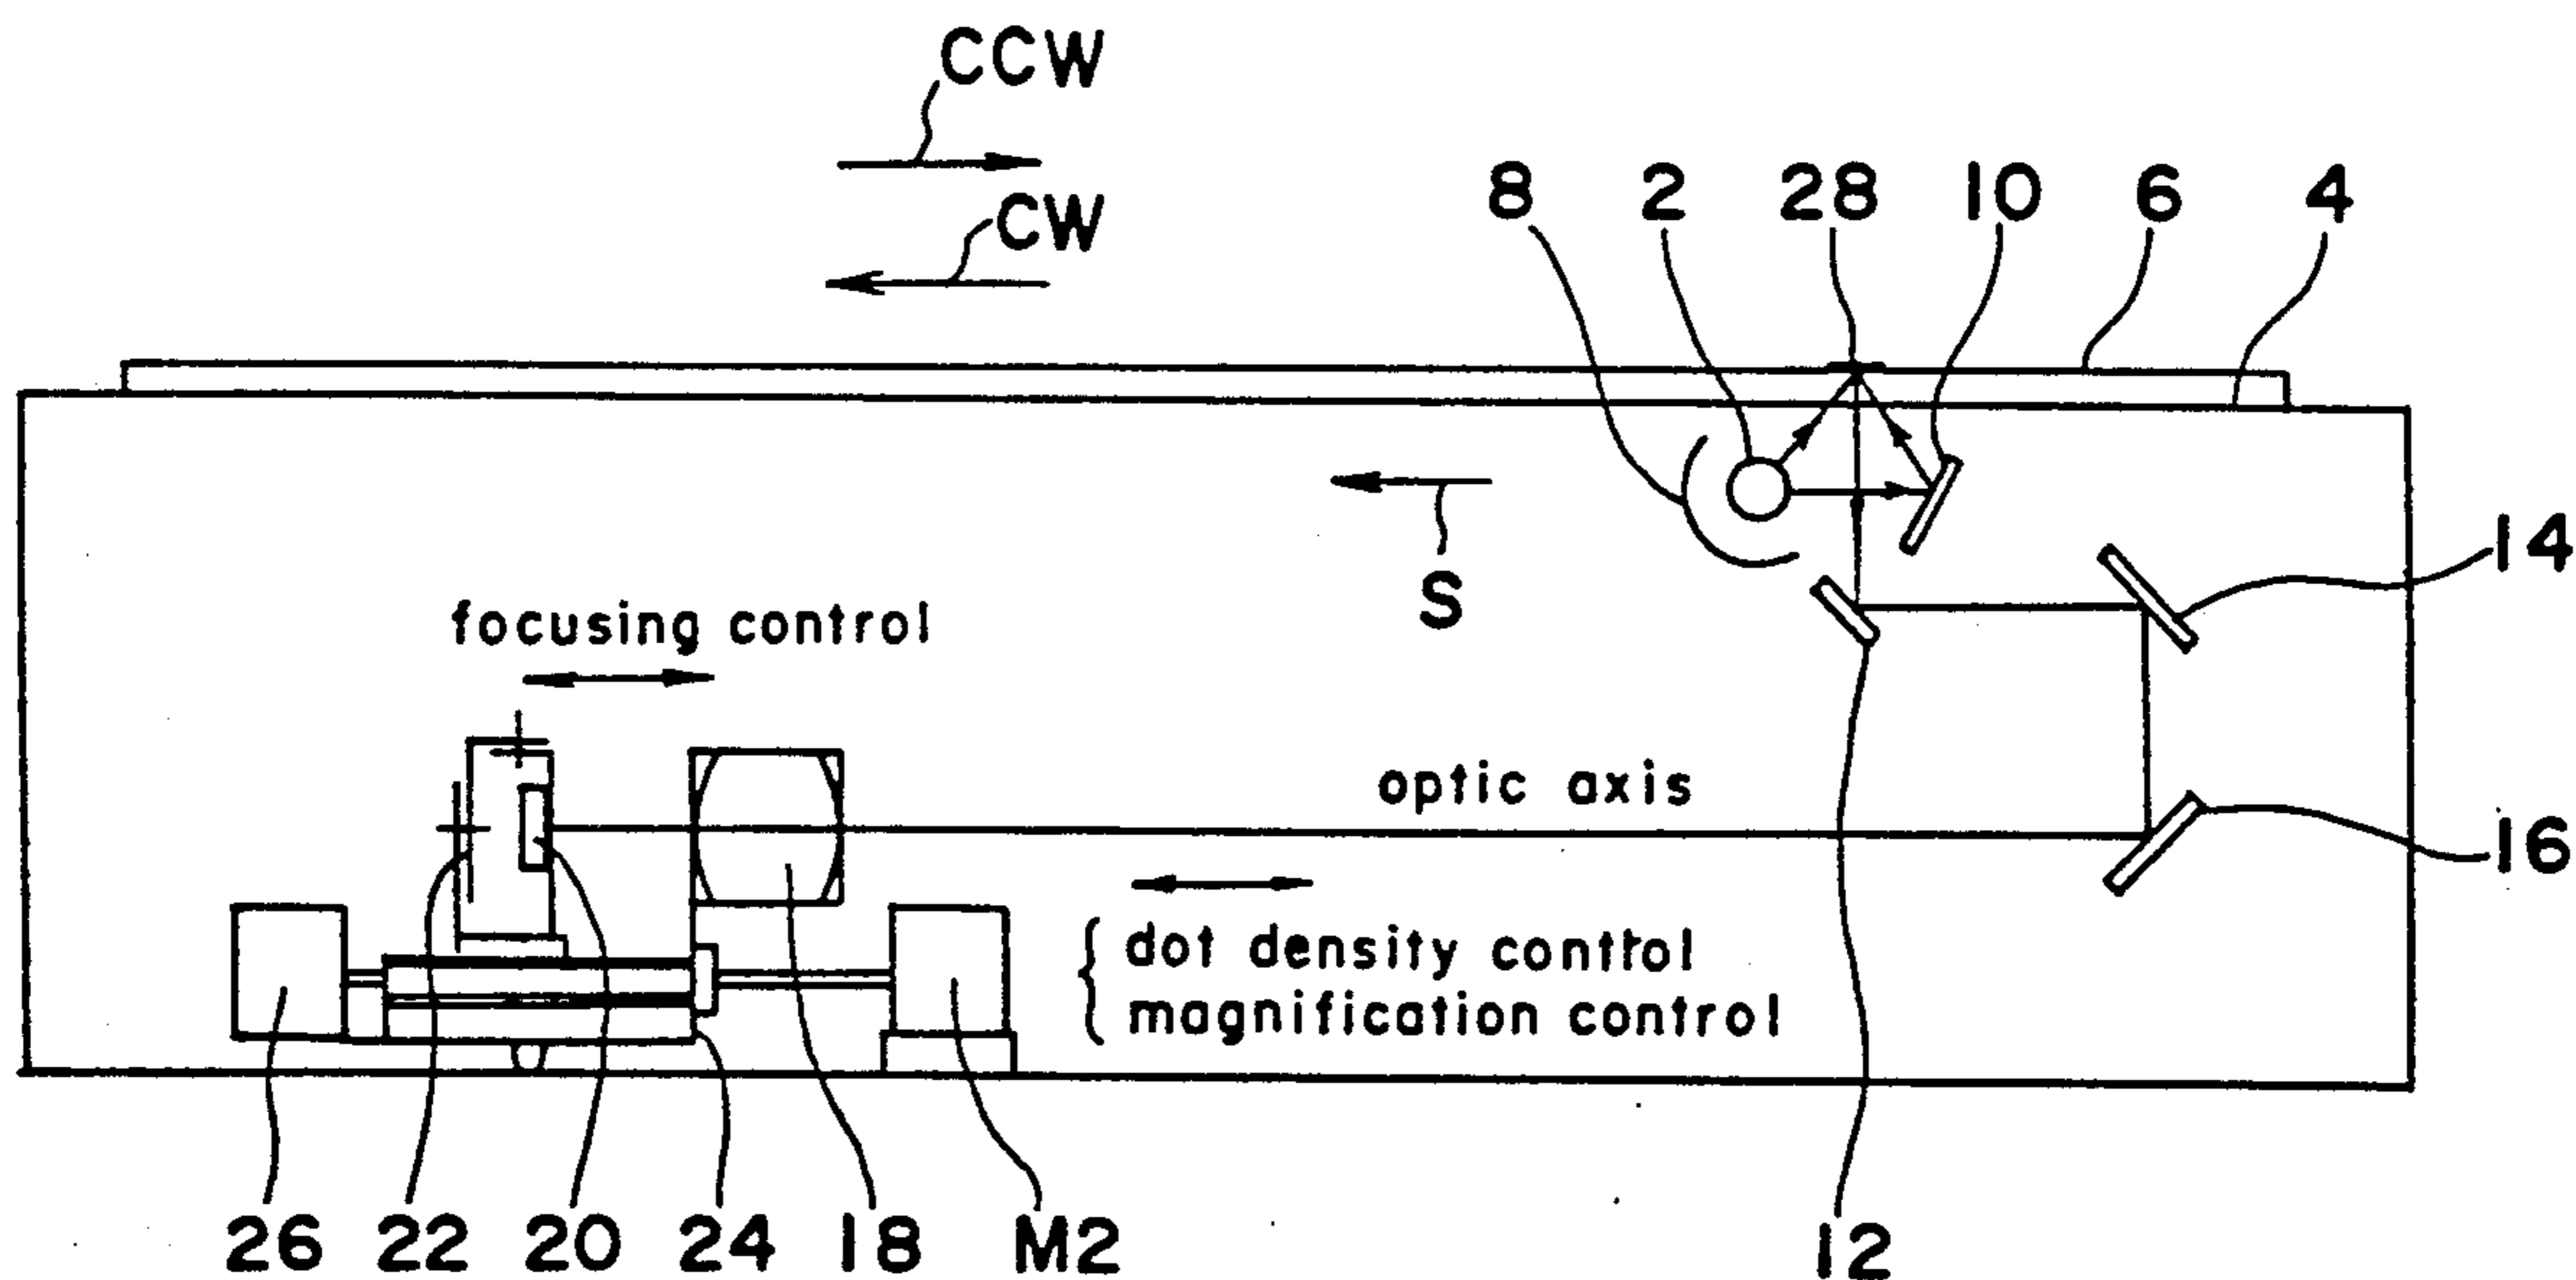 CCW
CW
8 2 28 10 6 4
S
14
focusing control
optic axis
16
dot density control
magnification control
26 22 20 24 18 M2 12